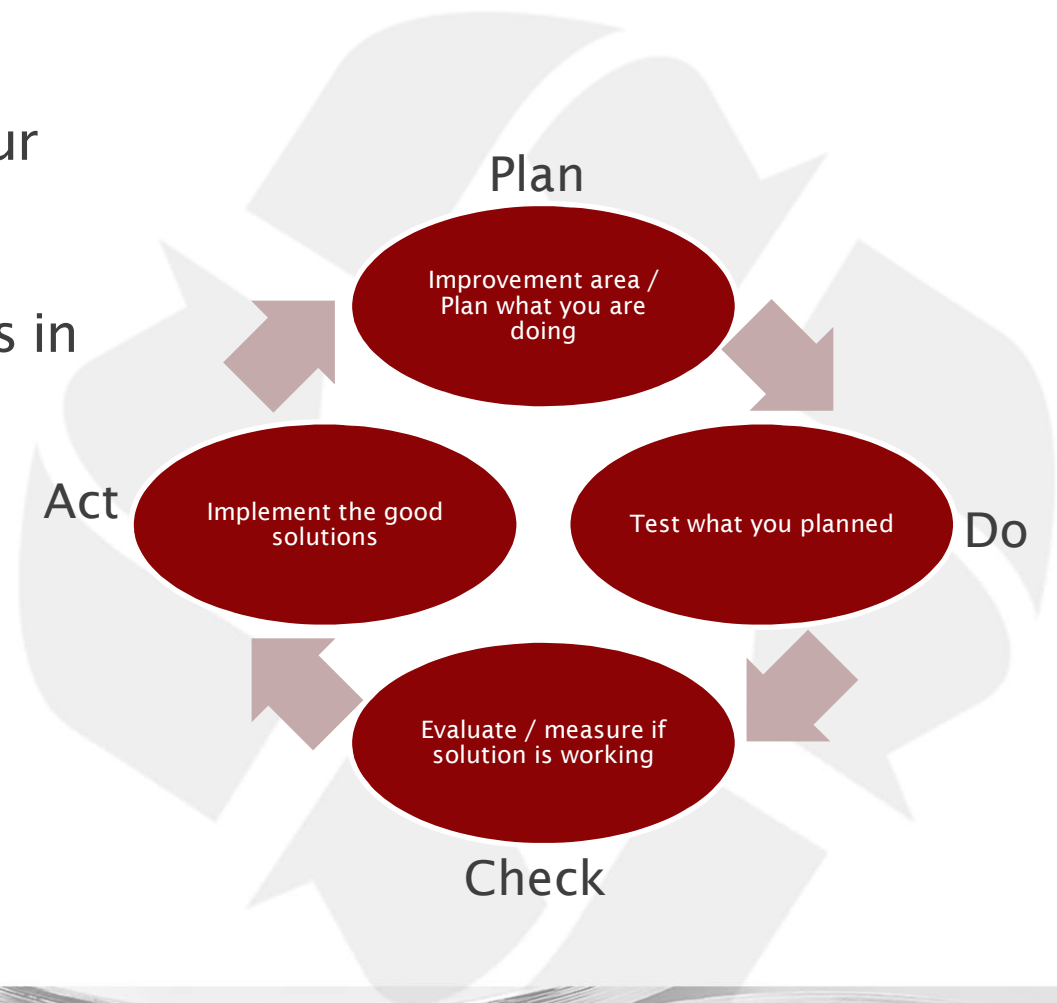 ur
s in
Plan
Improvement area /
Plan what you are
doing
Do
Test what you planned
Check
Evaluate / measure if
solution is working
Act
Implement the good
solutions